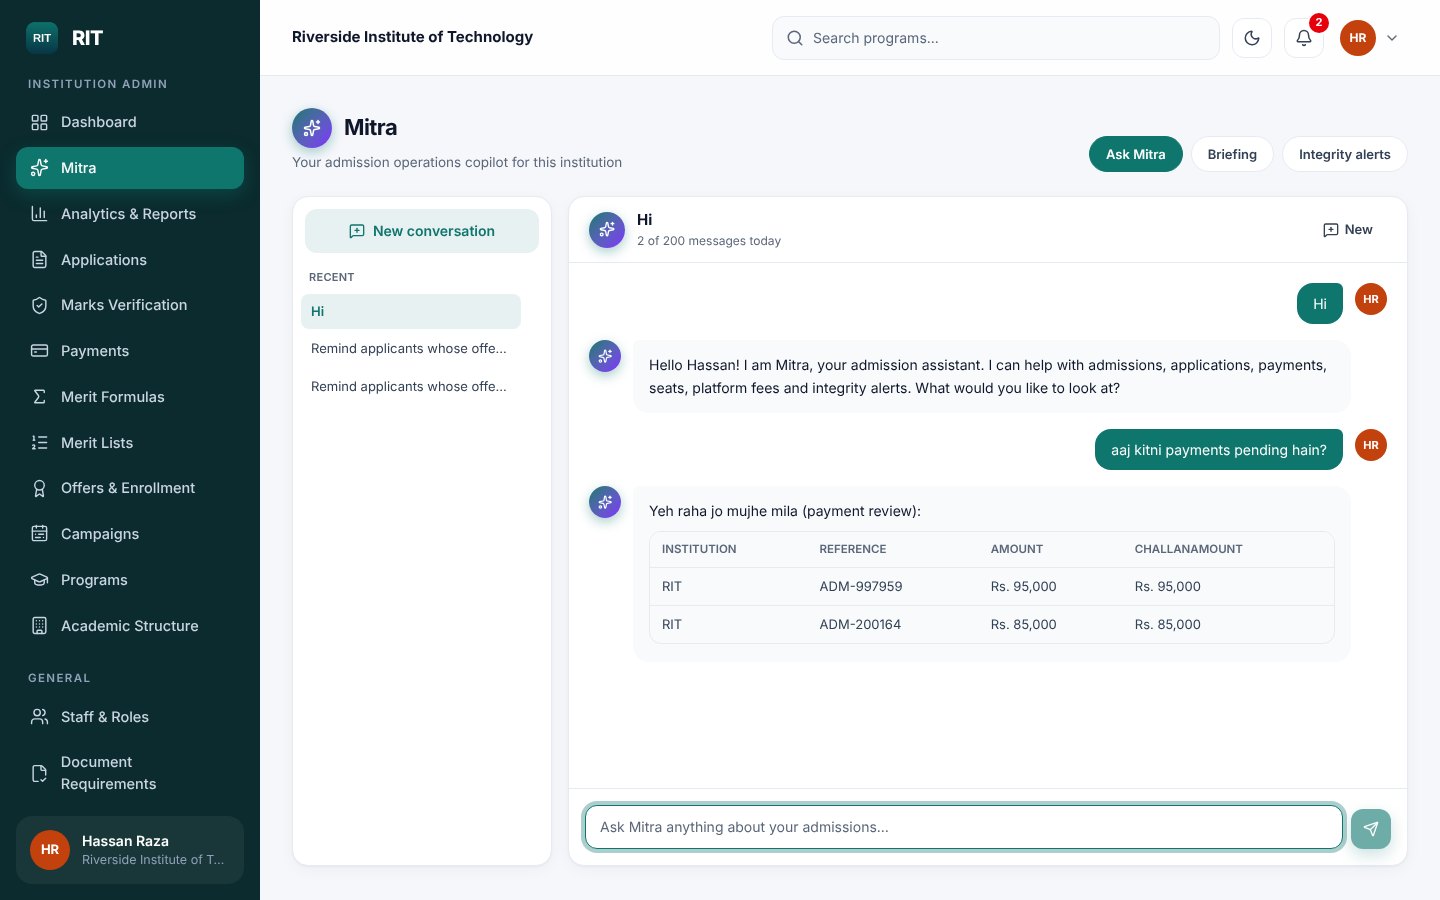 RIT
RIT
INSTITUTION ADMIN
Dashboard
Mitra
Analytics & Reports
Applications
Marks Verification
Payments
Merit Formulas
Merit Lists
Offers & Enrollment
Campaigns
Programs
Academic Structure
GENERAL
Staff & Roles
Document
Requirements
HR
Hassan Raza
Riverside Institute of T...
Riverside Institute of Technology
Search programs...
2
HR
Mitra
Your admission operations copilot for this institution
Ask Mitra
Briefing
Integrity alerts
New conversation
RECENT
Hi
Remind applicants whose offe...
Remind applicants whose offe...
Hi
2 of 200 messages today
New
Hi
HR
Hello Hassan! I am Mitra, your admission assistant. I can help with admissions, applications, payments,
seats, platform fees and integrity alerts. What would you like to look at?
aaj kitni payments pending hain?
HR
Yeh raha jo mujhe mila (payment review):
INSTITUTION REFERENCE AMOUNT CHALLANAMOUNT
RIT ADM-997959 Rs. 95,000 Rs. 95,000
RIT ADM-200164 Rs. 85,000 Rs. 85,000
Ask Mitra anything about your admissions...